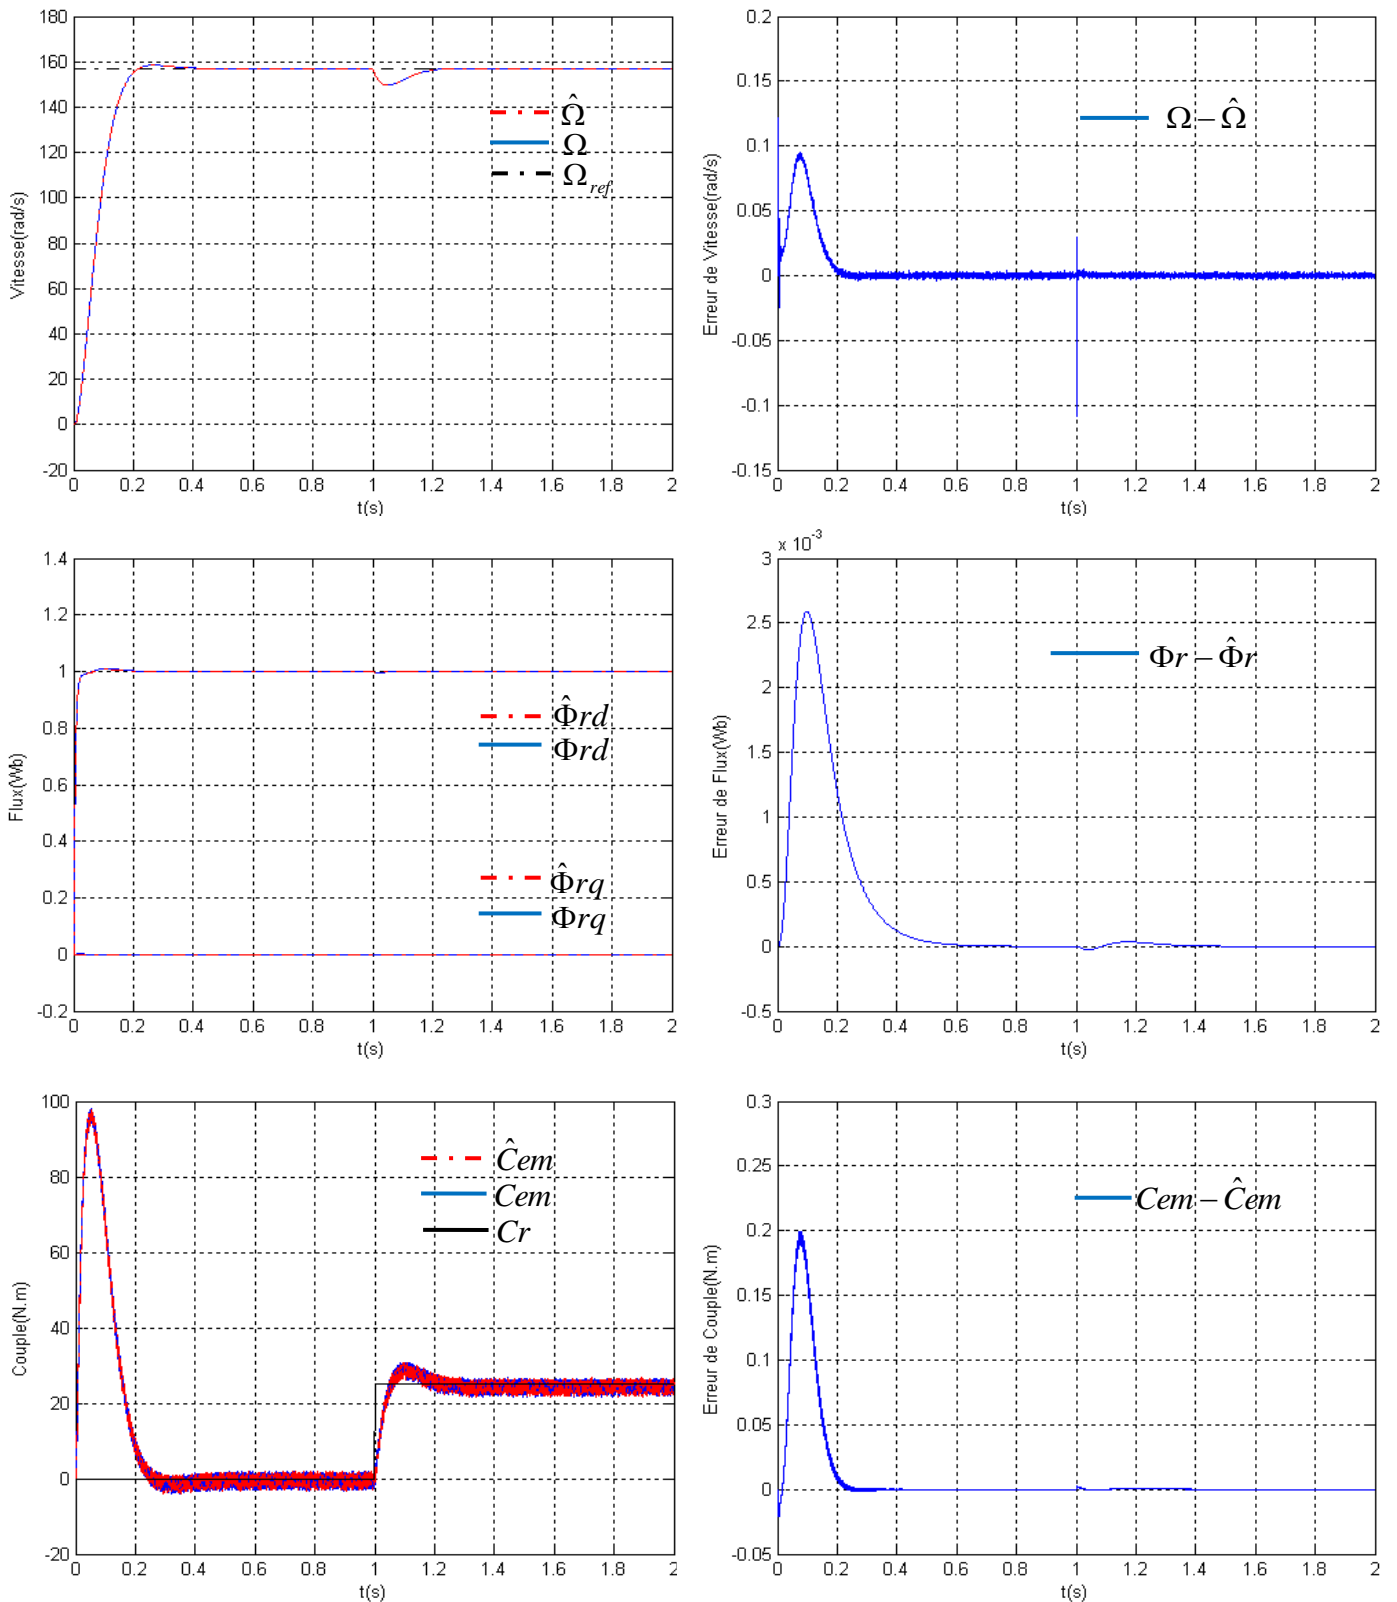 180
160
140
120
100
80
60
40
20
0
-20
Vitesse(rad/s)
Ω̂
Ω
Ω_ref
0 0.2 0.4 0.6 0.8 1 1.2 1.4 1.6 1.8 2
t(s)
0.2
0.15
0.1
0.05
0
-0.05
-0.1
-0.15
Erreur de Vitesse(rad/s)
Ω – Ω̂
0 0.2 0.4 0.6 0.8 1 1.2 1.4 1.6 1.8 2
t(s)
1.4
1.2
1
0.8
0.6
0.4
0.2
0
-0.2
Flux(Wb)
Φ̂rd
Φrd
Φ̂rq
Φrq
0 0.2 0.4 0.6 0.8 1 1.2 1.4 1.6 1.8 2
t(s)
x 10⁻³
3
2.5
2
1.5
1
0.5
0
-0.5
Erreur de Flux(Wb)
Φr – Φ̂r
0 0.2 0.4 0.6 0.8 1 1.2 1.4 1.6 1.8 2
t(s)
100
80
60
40
20
0
-20
Couple(N.m)
Ĉem
Cem
Cr
0 0.2 0.4 0.6 0.8 1 1.2 1.4 1.6 1.8 2
t(s)
0.3
0.25
0.2
0.15
0.1
0.05
0
-0.05
Erreur de Couple(N.m)
Cem – Ĉem
0 0.2 0.4 0.6 0.8 1 1.2 1.4 1.6 1.8 2
t(s)